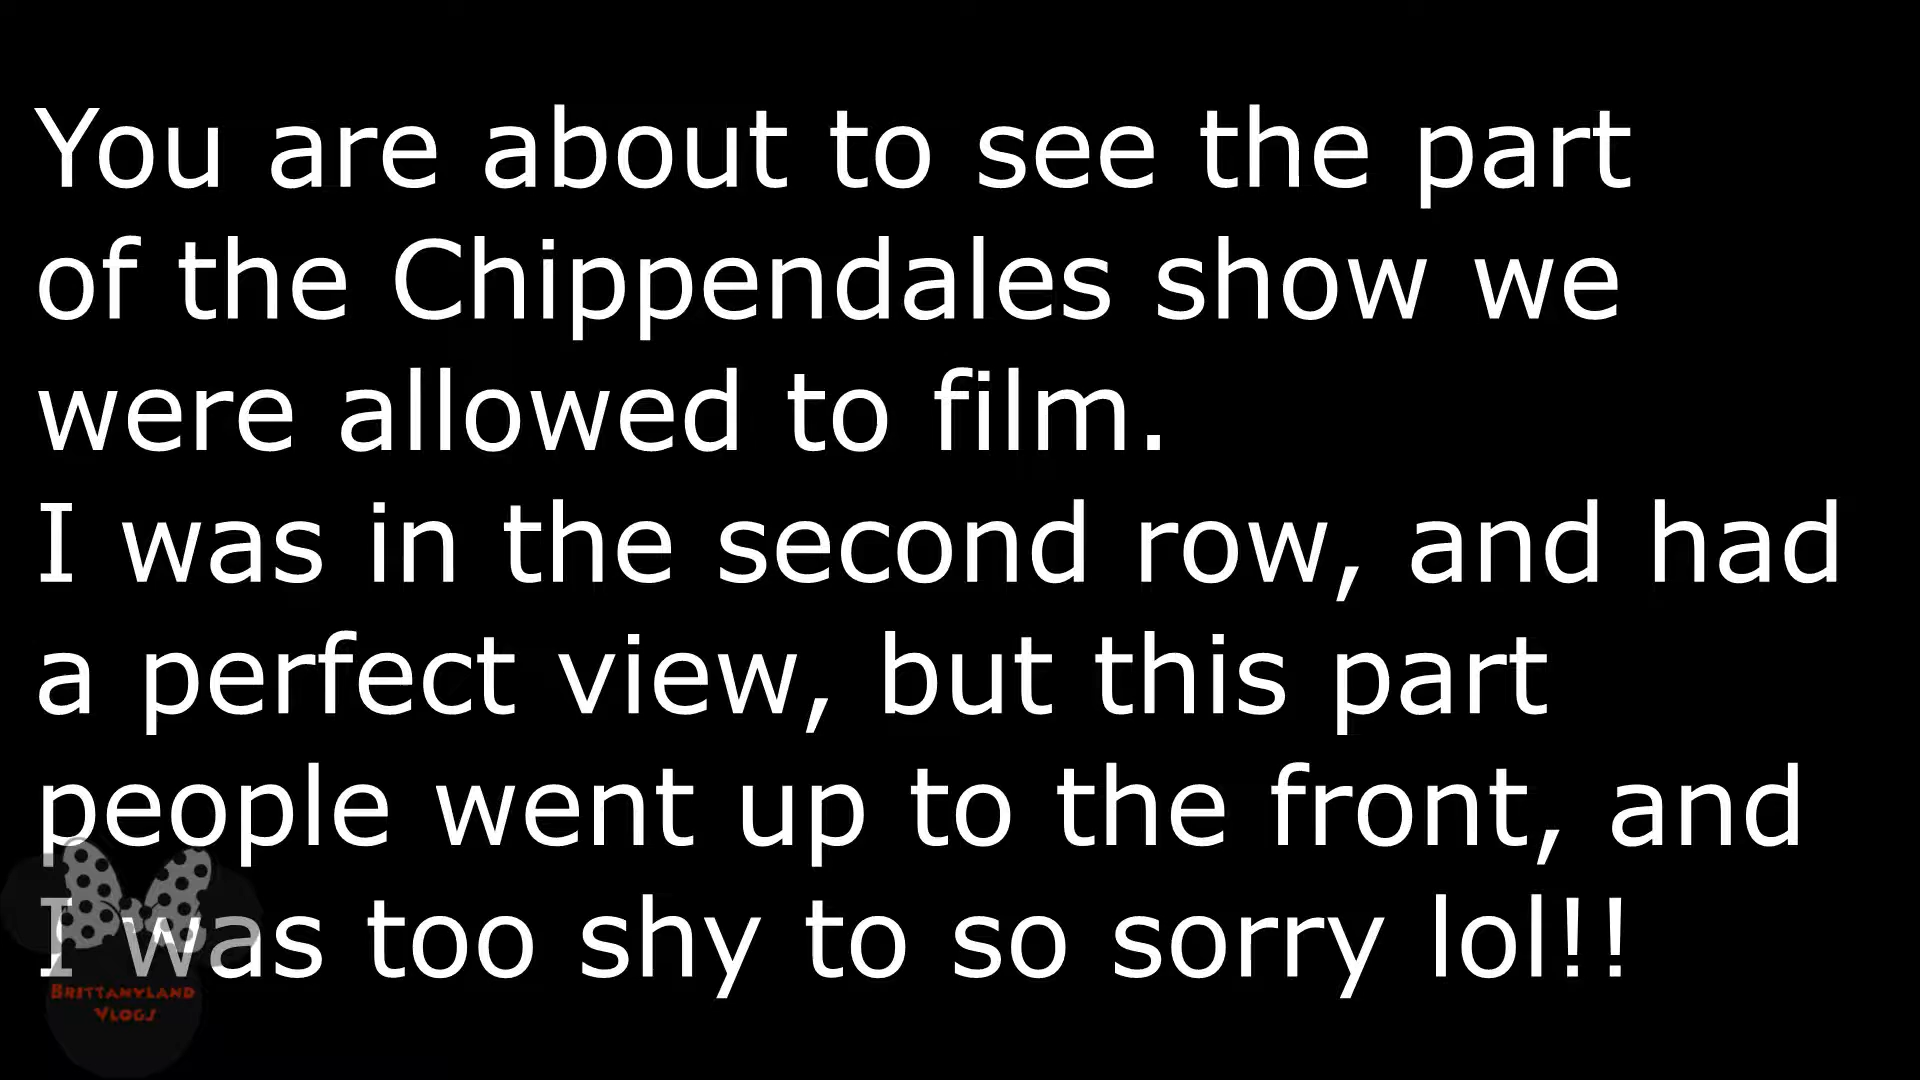 You are about to see the part
of the Chippendales show we
were allowed to film.
I was in the second row, and had
a perfect view, but this part
people went up to the front, and
I was too shy to so sorry lol!!
BRITTANYLAND
VLOGS